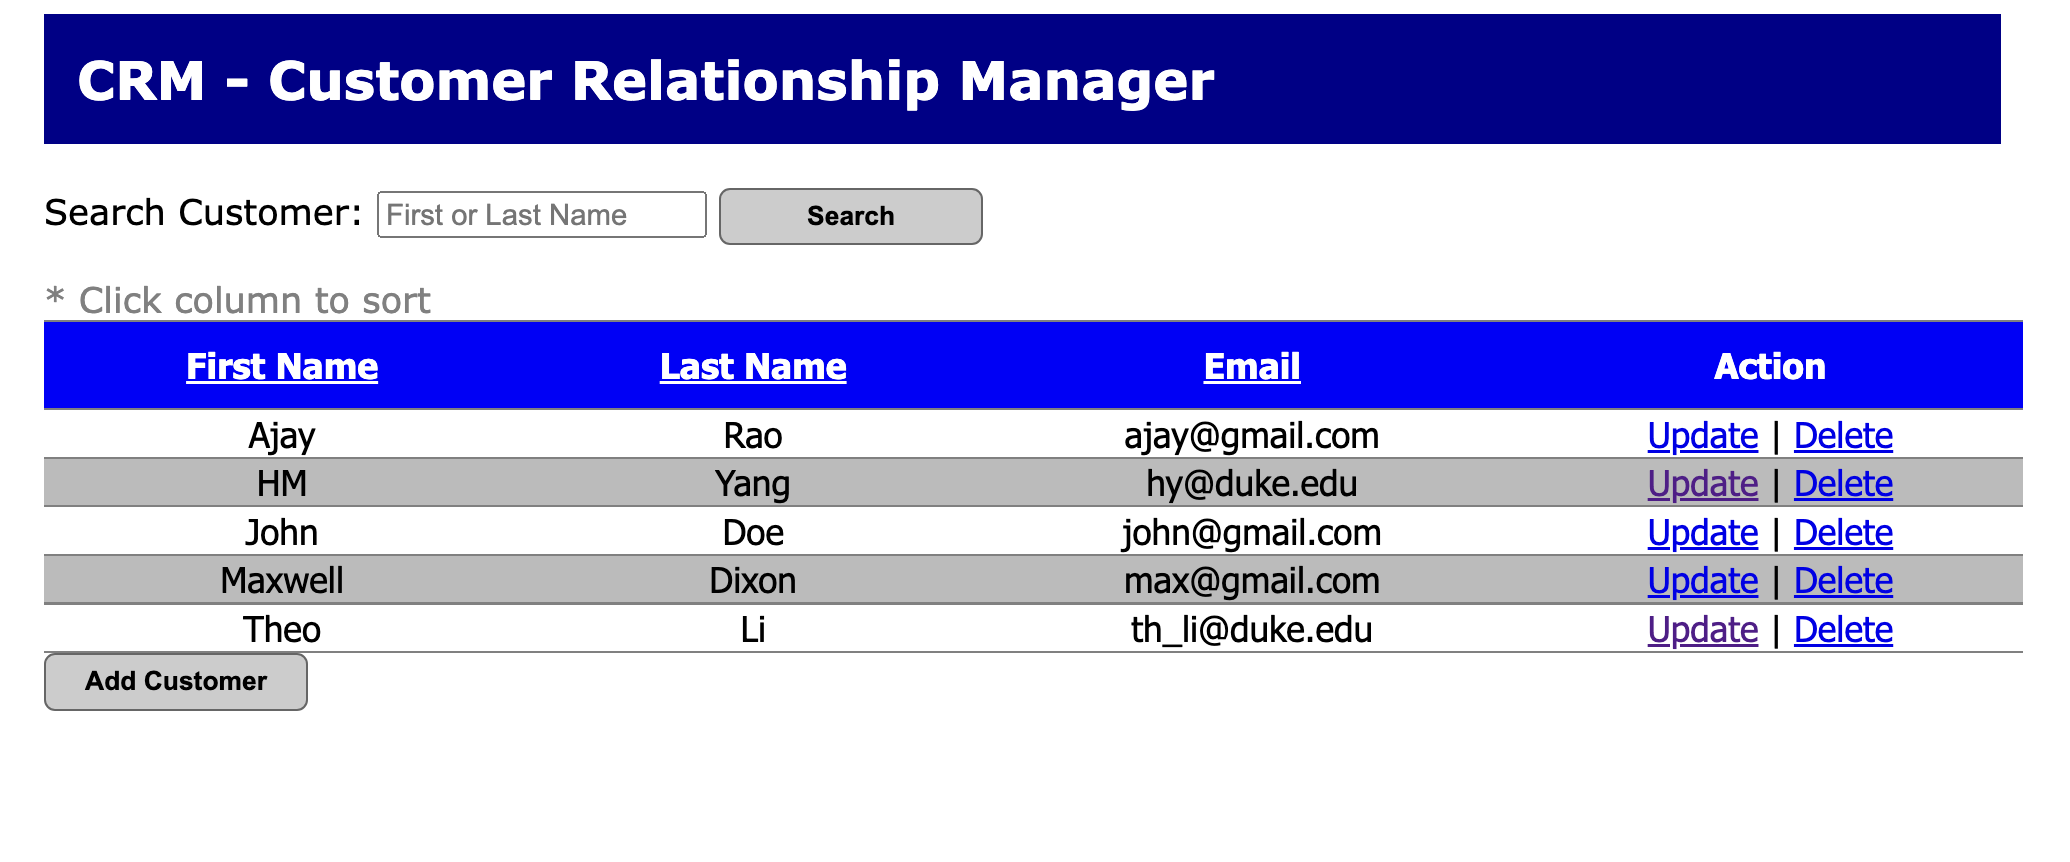 CRM - Customer Relationship Manager
Search Customer: First or Last Name Search
* Click column to sort
First Name Last Name Email Action
Ajay Rao ajay@gmail.com Update | Delete
HM Yang hy@duke.edu Update | Delete
John Doe john@gmail.com Update | Delete
Maxwell Dixon max@gmail.com Update | Delete
Theo Li th_li@duke.edu Update | Delete
Add Customer